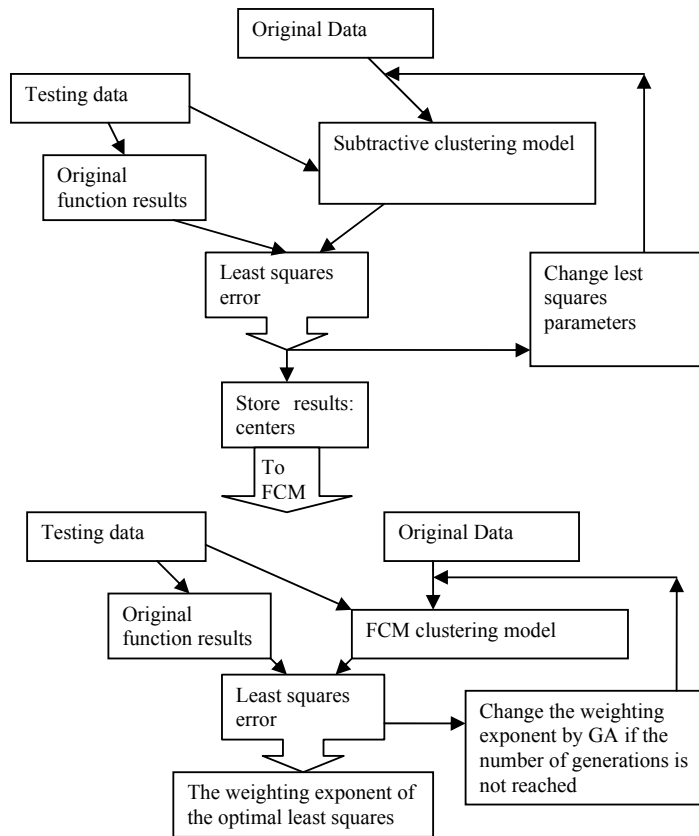 Original Data
Testing data
Subtractive clustering model
Original
function results
Least squares
error
Change lest
squares
parameters
Store results:
centers
To
FCM
Testing data
Original Data
Original
function results
FCM clustering model
Least squares
error
Change the weighting
exponent by GA if the
number of generations is
not reached
The weighting exponent of
the optimal least squares